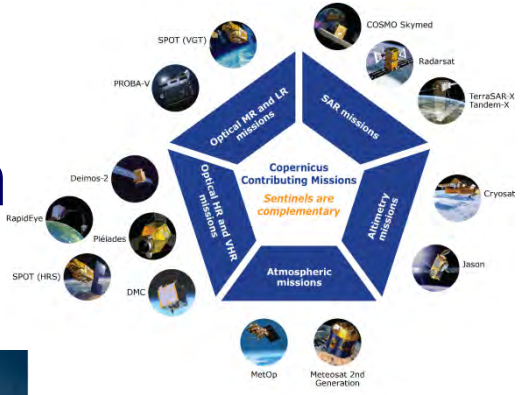 COSMO Skymed
SPOT (VGT)
Radarsat
PROBA-V
TerraSAR-X
Tandem-X
Optical MR and LR
missions
SAR missions
Copernicus
Contributing Missions
Sentinels are
complementary
Deimos-2
RapidEye
Pléiades
SPOT (HRS)
DMC
Optical HR and VHR
missions
Altimetry
missions
Cryosat
Jason
Atmospheric
missions
MetOp
Meteosat 2nd
Generation